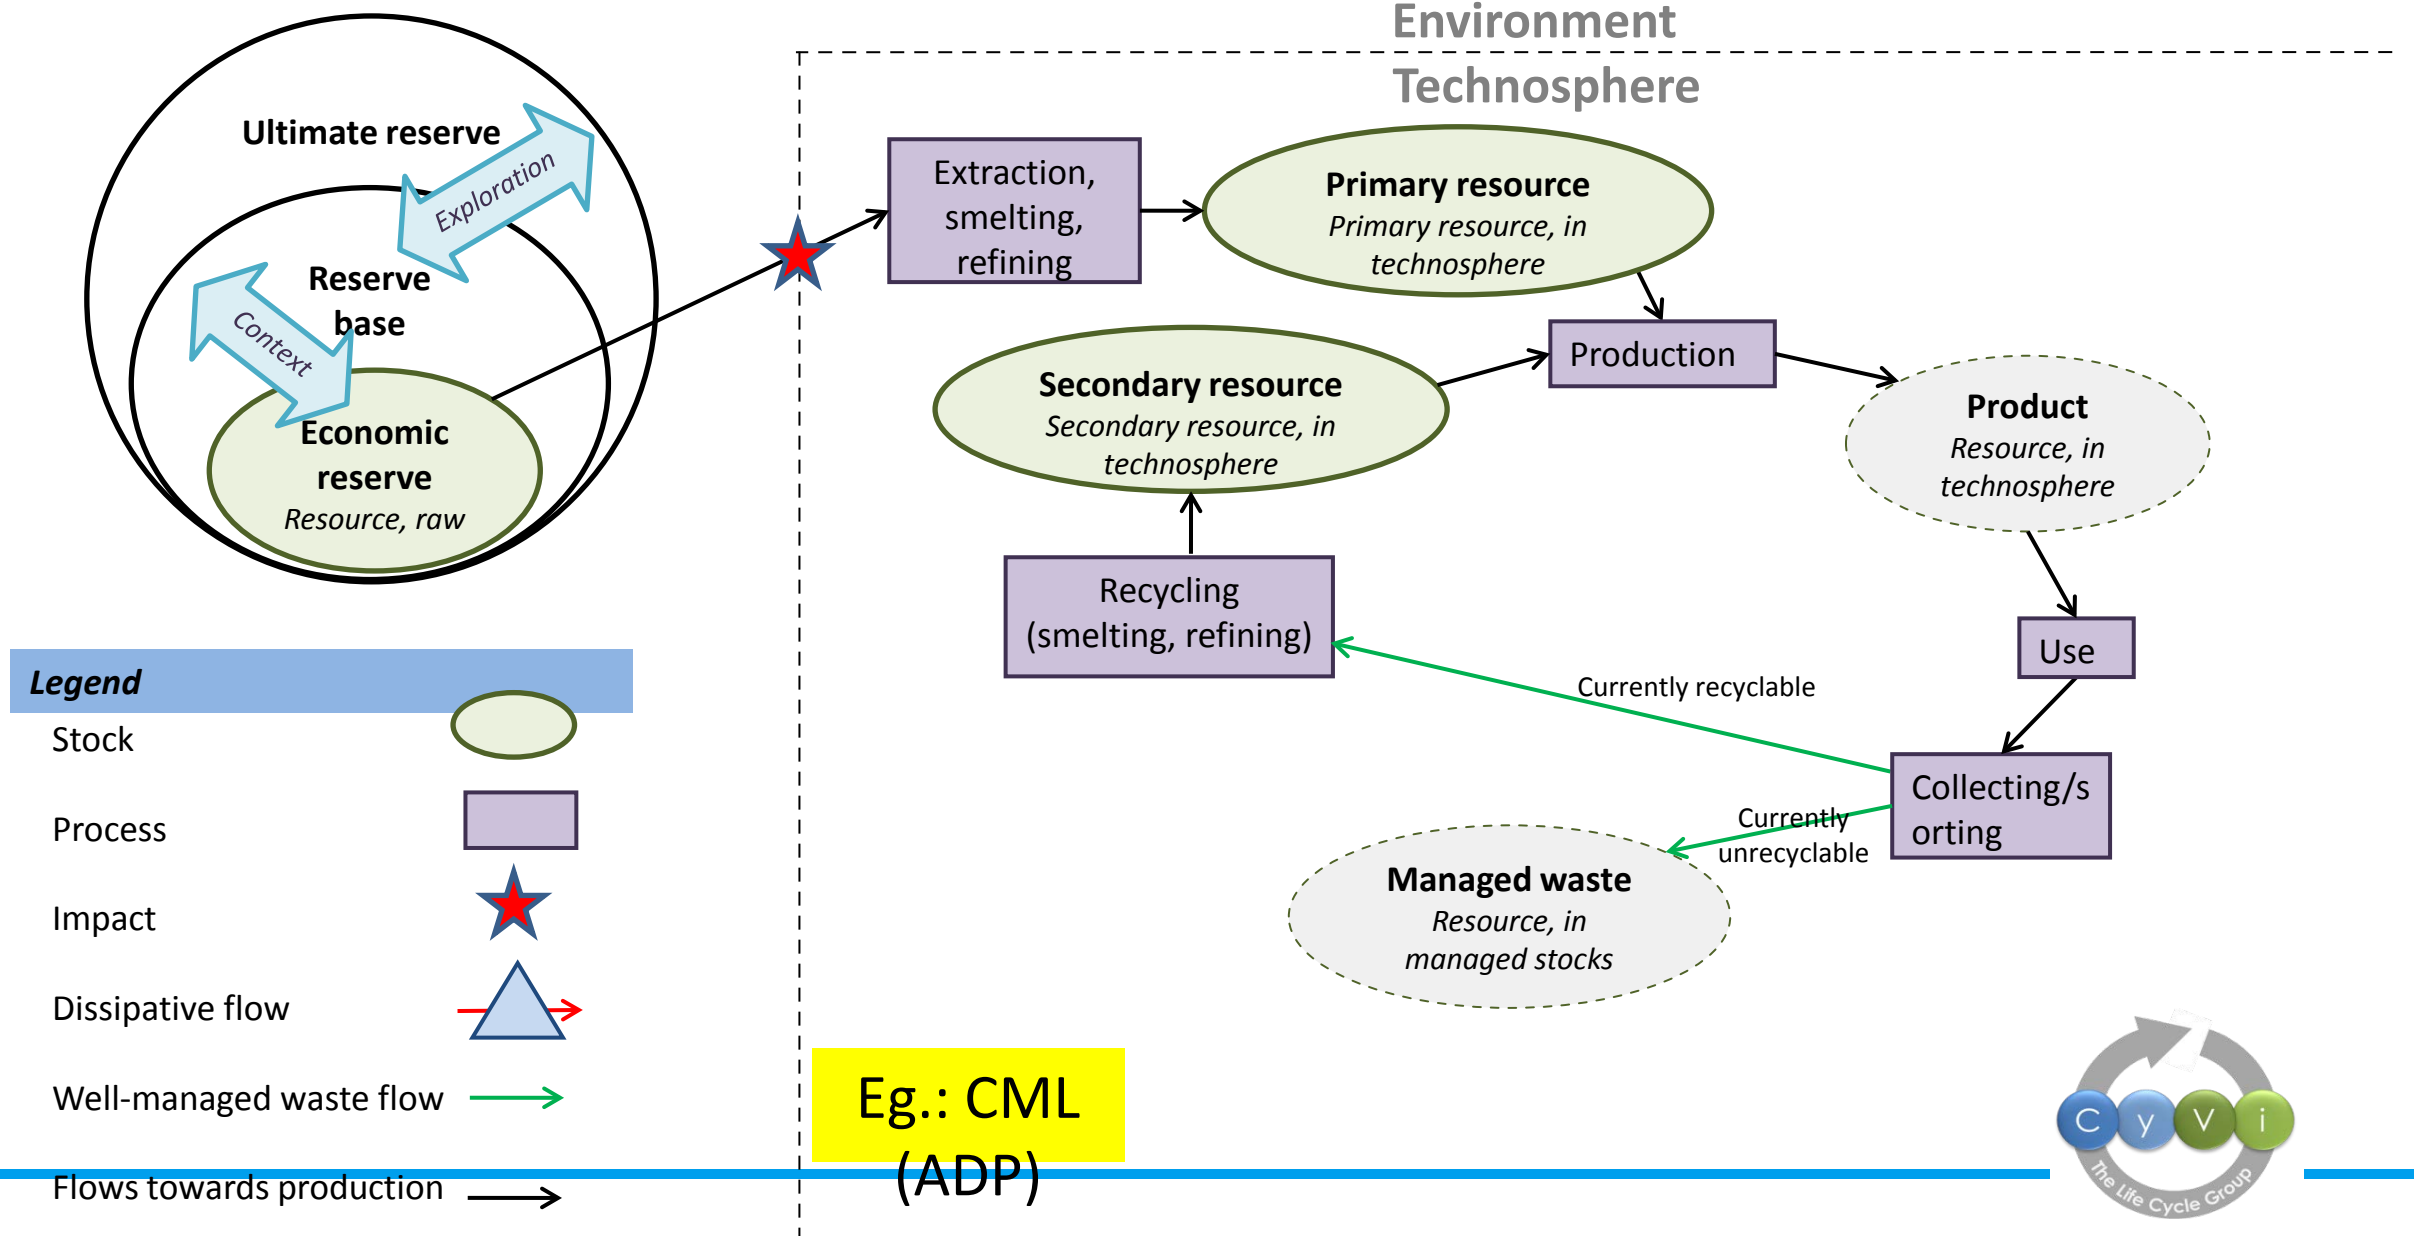 Environment
Technosphere
Ultimate reserve
Exploration
Reserve
base
Context
Economic
reserve
Resource, raw
Extraction,
smelting,
refining
Primary resource
Primary resource, in
technosphere
Secondary resource
Secondary resource, in
technosphere
Production
Product
Resource, in
technosphere
Recycling
(smelting, refining)
Use
Currently recyclable
Collecting/s
orting
Currently
unrecyclable
Managed waste
Resource, in
managed stocks
Legend
Stock
Process
Impact
Dissipative flow
Well-managed waste flow
Flows towards production
Eg.: CML
(ADP)
C y V i
The Life Cycle Group